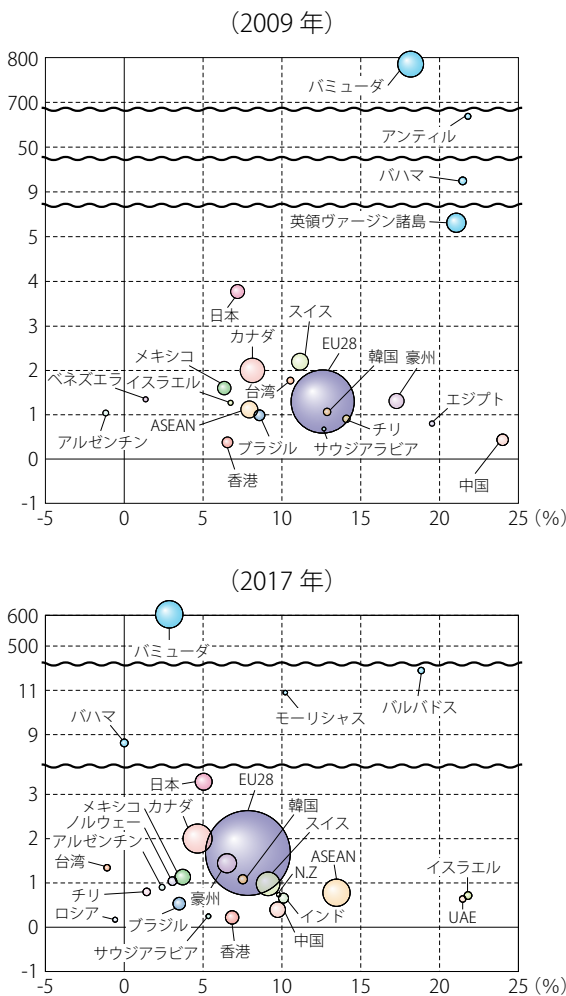 （2009 年）
800
バミューダ
700
アンティル
50
バハマ
9
英領ヴァージン諸島
5
4
日本
スイス
3
カナダ
EU28
メキシコ
韓国 豪州
2
ベネズエラ イスラエル
台湾
エジプト
1
ASEAN
チリ
アルゼンチン
ブラジル
サウジアラビア
0
香港
中国
-1
-5 0 5 10 15 20 25 (%)
（2017 年）
600
バミューダ
500
11
モーリシャス
バルバドス
バハマ
9
日本
EU28
3
メキシコ カナダ
韓国
ノルウェー
スイス
2
アルゼンチン
N.Z
ASEAN
台湾
イスラエル
1
チリ
豪州
ロシア
ブラジル
インド
UAE
0
サウジアラビア
香港
中国
-1
-5 0 5 10 15 20 25 (%)